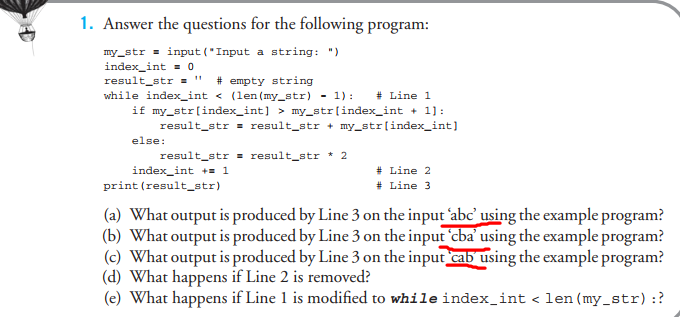 1. Answer the questions for the following program:
my_str = input("Input a string: ")
index_int = 0
result_str = '' # empty string
while index_int < (len(my_str) - 1): # Line 1
if my_str[index_int] > my_str[index_int + 1]:
result_str = result_str + my_str[index_int]
else:
result_str = result_str * 2
index_int += 1 # Line 2
print(result_str) # Line 3
(a) What output is produced by Line 3 on the input ‘abc’ using the example program?
(b) What output is produced by Line 3 on the input ‘cba’ using the example program?
(c) What output is produced by Line 3 on the input ‘cab’ using the example program?
(d) What happens if Line 2 is removed?
(e) What happens if Line 1 is modified to while index_int < len(my_str) :?